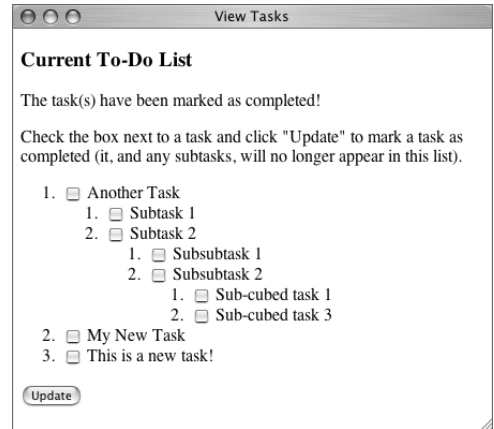 View Tasks
Current To-Do List
The task(s) have been marked as completed!
Check the box next to a task and click "Update" to mark a task as
completed (it, and any subtasks, will no longer appear in this list).
1. Another Task
1. Subtask 1
2. Subtask 2
1. Subsubtask 1
2. Subsubtask 2
1. Sub-cubed task 1
2. Sub-cubed task 3
2. My New Task
3. This is a new task!
Update